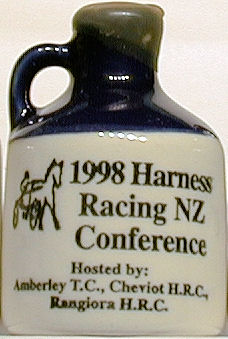 1998 Harness
Racing NZ
Conference
Hosted by:
Amberley T.C., Cheviot H.R.C,
Rangiora H.R.C.